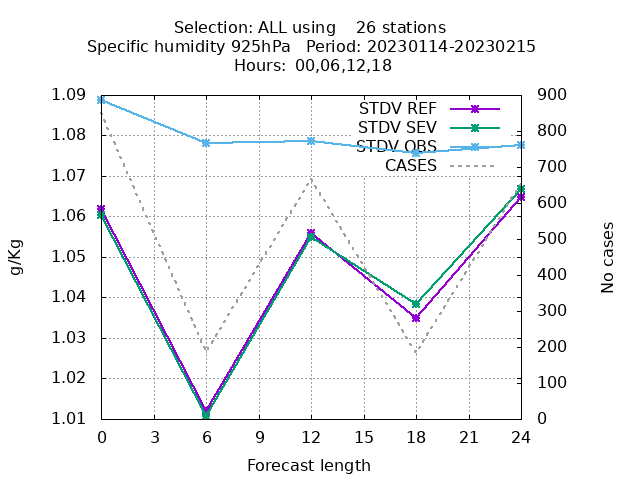 Selection: ALL using    26 stations
Specific humidity 925hPa   Period: 20230114-20230215
Hours:  00,06,12,18
STDV REF
STDV SEV
STDV OBS
CASES
1.09
1.08
1.07
1.06
1.05
1.04
1.03
1.02
1.01
g/Kg
900
800
700
600
500
400
300
200
100
0
No cases
0 3 6 9 12 15 18 21 24
Forecast length